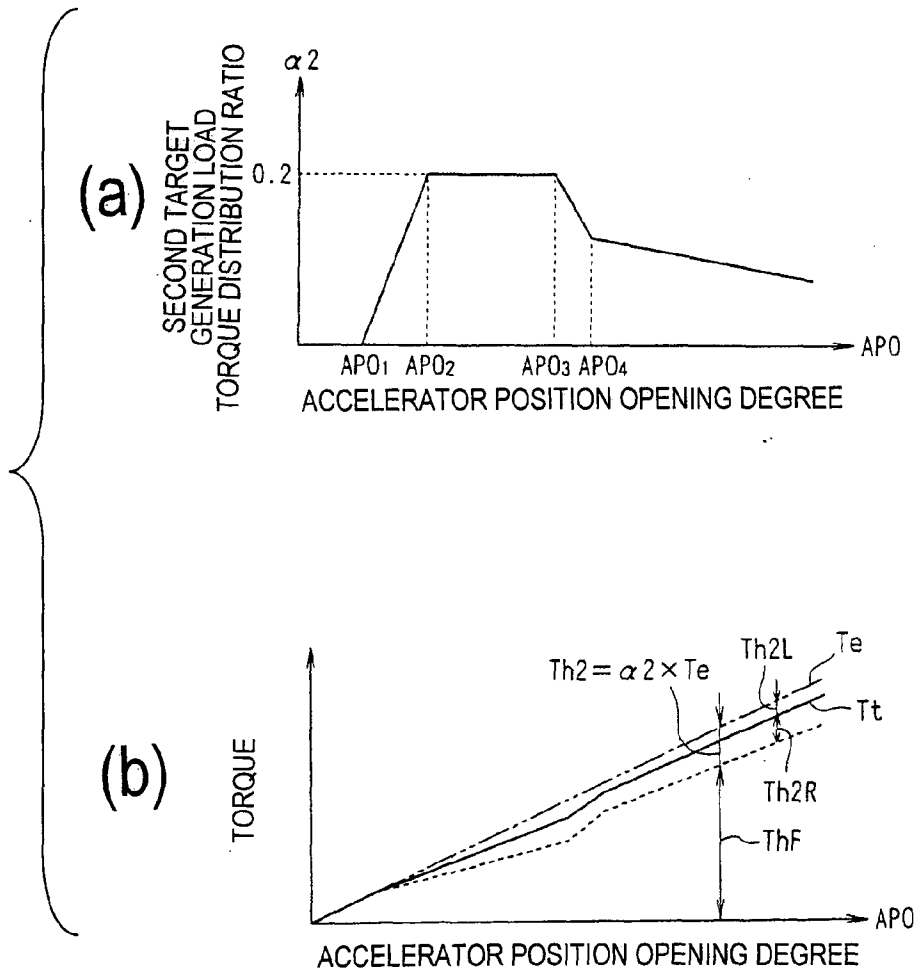 (a)
SECOND TARGET
GENERATION LOAD
TORQUE DISTRIBUTION RATIO
α2
0.2
APO1 APO2 APO3 APO4
APO
ACCELERATOR POSITION OPENING DEGREE
(b)
TORQUE
Th2=α2×Te
Th2L
Te
Tt
Th2R
ThF
APO
ACCELERATOR POSITION OPENING DEGREE